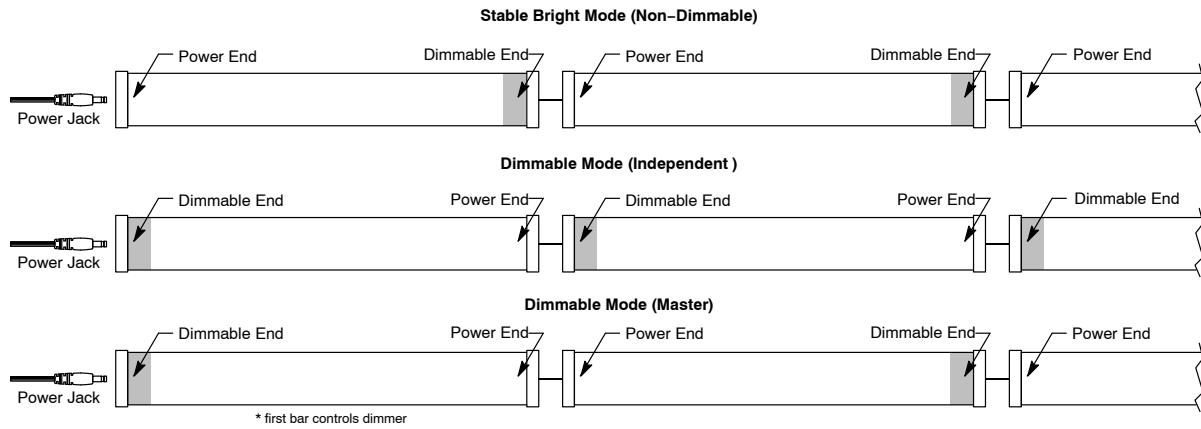 Stable Bright Mode (Non–Dimmable)
Power End Dimmable End Power End Dimmable End Power End
Power Jack
Dimmable Mode (Independent )
Dimmable End Power End Dimmable End Power End Dimmable End
Power Jack
Dimmable Mode (Master)
Dimmable End Power End Power End Dimmable End Power End
Power Jack
* first bar controls dimmer